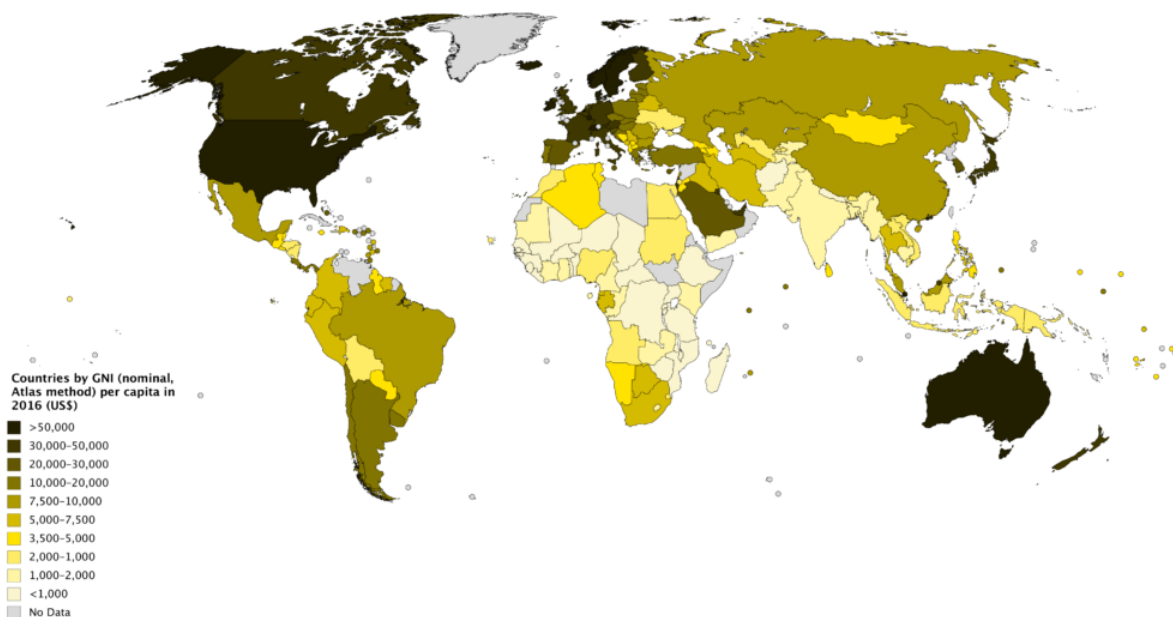 Countries by GNI (nominal,
Atlas method) per capita in
2016 (US$)
>50,000
30,000–50,000
20,000–30,000
10,000–20,000
7,500–10,000
5,000–7,500
3,500–5,000
2,000–1,000
1,000–2,000
<1,000
No Data